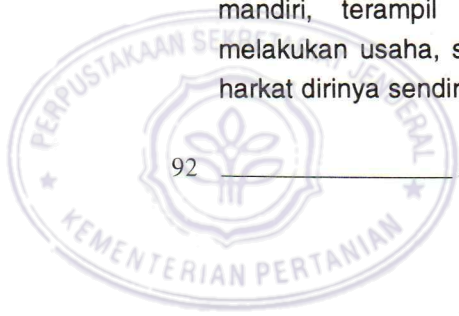 mandiri, terampil
melakukan usaha, s
harkat dirinya sendir
92
PERPUSTAKAAN SEKRETARIAT JENDERAL
KEMENTERIAN PERTANIAN